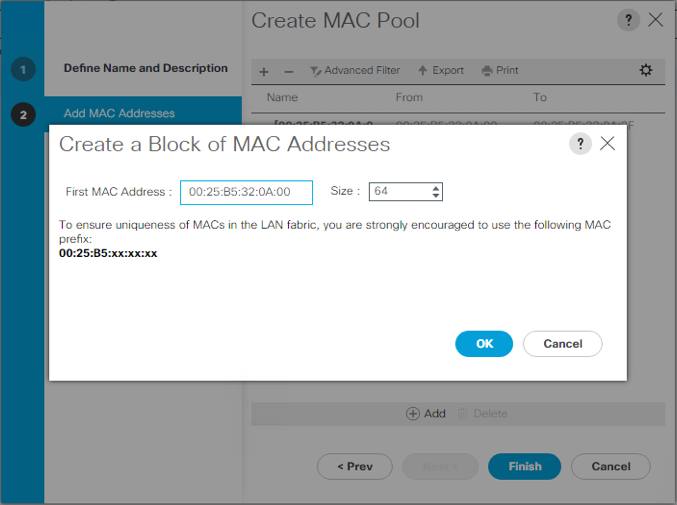 Create MAC Pool
?
1
Define Name and Description
2
Add MAC Addresses
+ − Advanced Filter Export Print
Name From To
Create a Block of MAC Addresses
?
First MAC Address : 00:25:B5:32:0A:00 Size : 64
To ensure uniqueness of MACs in the LAN fabric, you are strongly encouraged to use the following MAC
prefix:
00:25:B5:xx:xx:xx
OK Cancel
Add Delete
< Prev Next > Finish Cancel